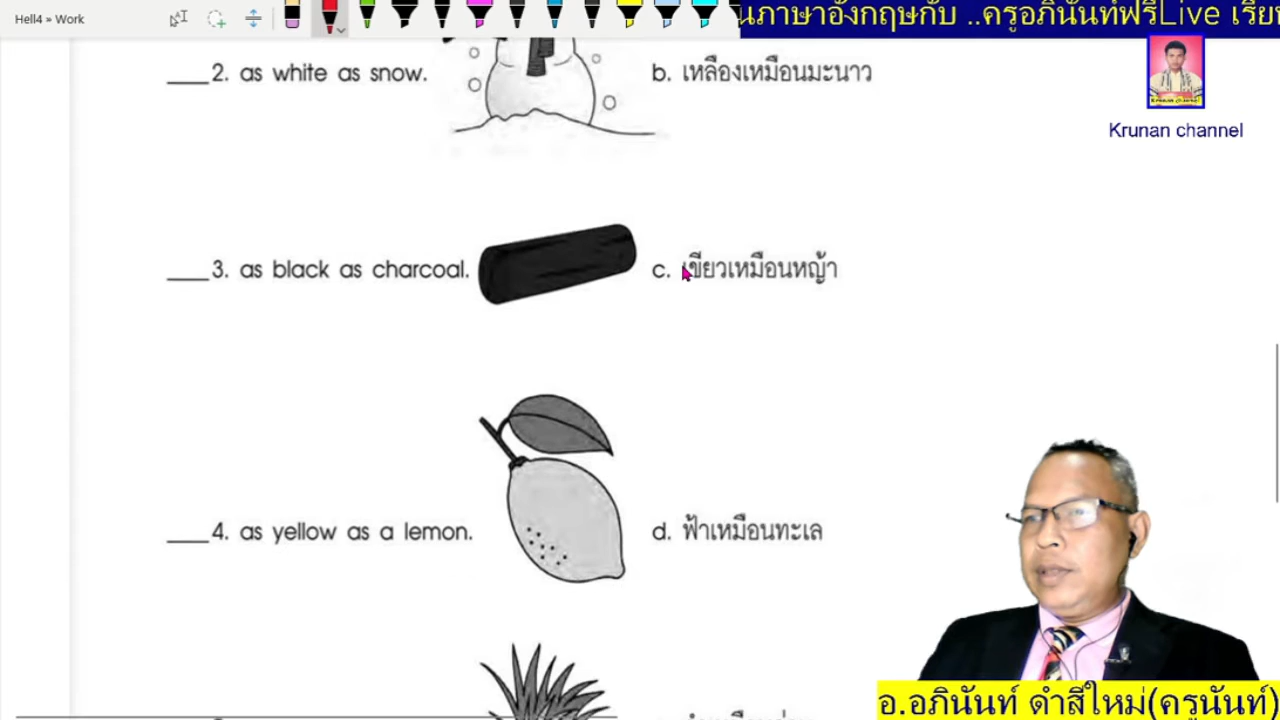 Hell4 » Work
นภาษาอังกฤษกับ ..ครูอภินันท์ฟรีLive เรีย
2. as white as snow.
b. เหลืองเหมือนมะนาว
Krunan channel
3. as black as charcoal.
c. เขียวเหมือนหญ้า
4. as yellow as a lemon.
d. ฟ้าเหมือนทะเล
อ.อภินันท์ ดำสีใหม่(ครูนันท์)